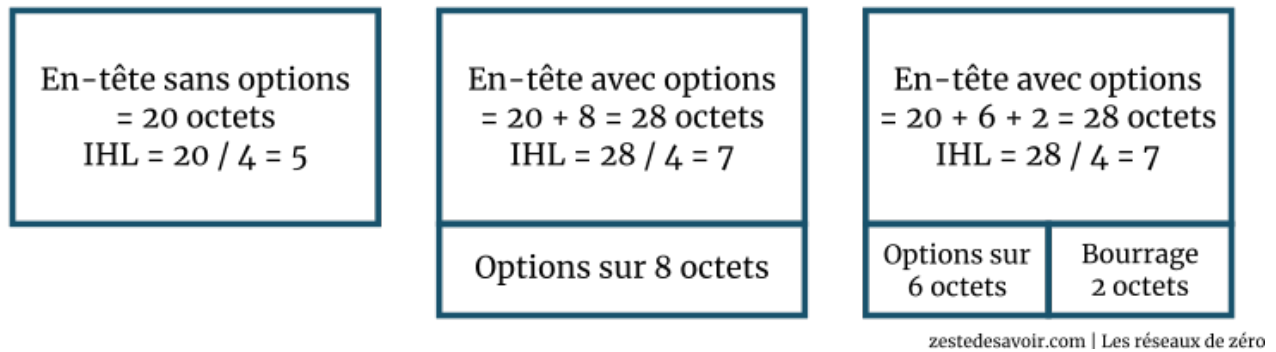 En-tête sans options
= 20 octets
IHL = 20 / 4 = 5
En-tête avec options
= 20 + 8 = 28 octets
IHL = 28 / 4 = 7
Options sur 8 octets
En-tête avec options
= 20 + 6 + 2 = 28 octets
IHL = 28 / 4 = 7
Options sur
6 octets
Bourrage
2 octets
zestedesavoir.com | Les réseaux de zéro